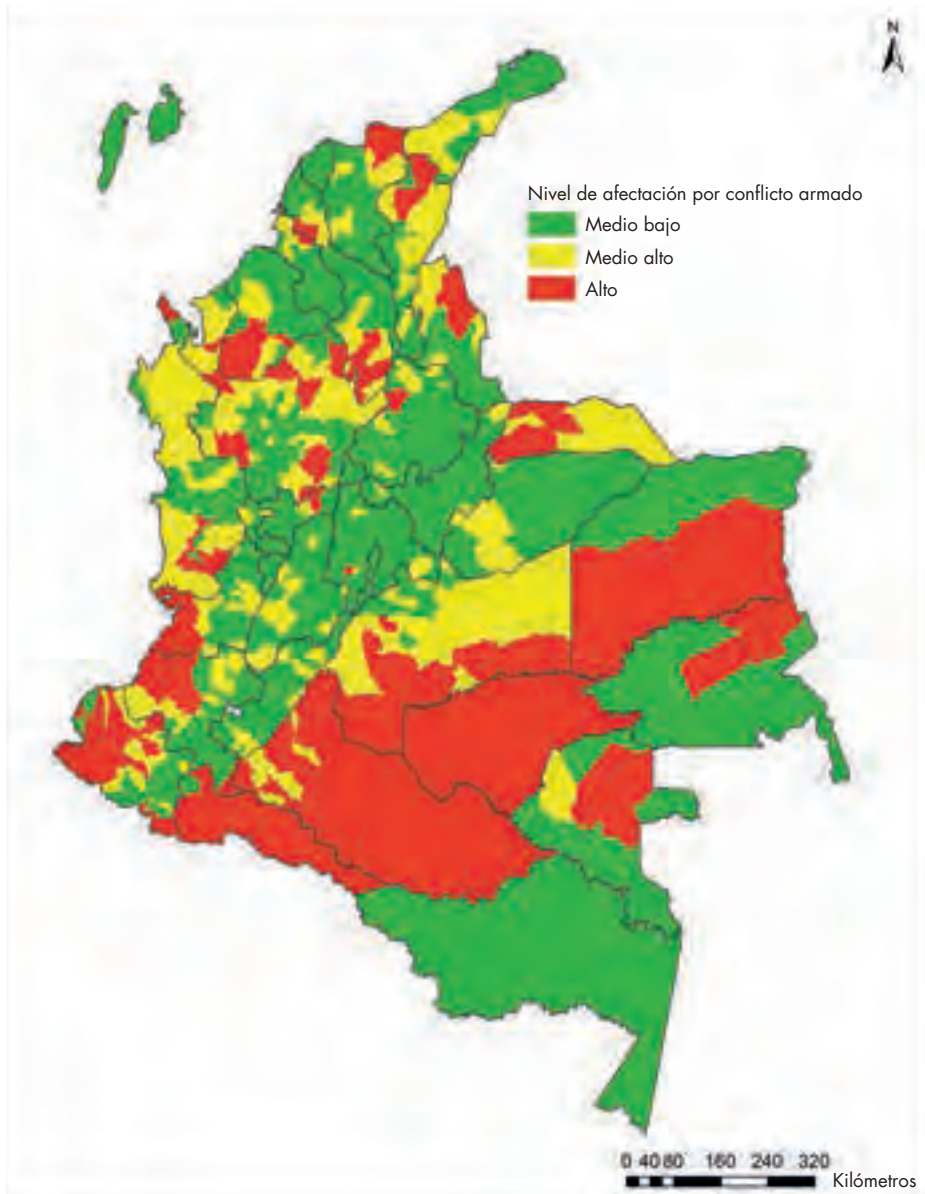 N
Nivel de afectación por conflicto armado
Medio bajo
Medio alto
Alto
0 40 80 160 240 320
Kilómetros